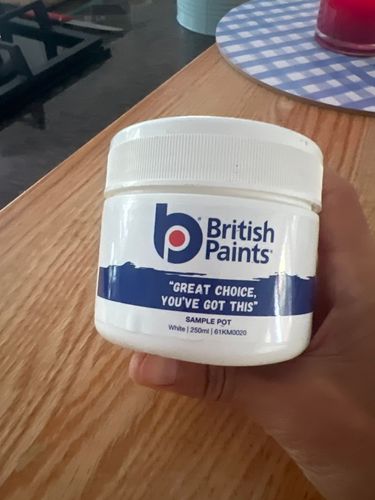 British
Paints
"GREAT CHOICE,
YOU'VE GOT THIS"
SAMPLE POT
White | 250ml | 61KM0020